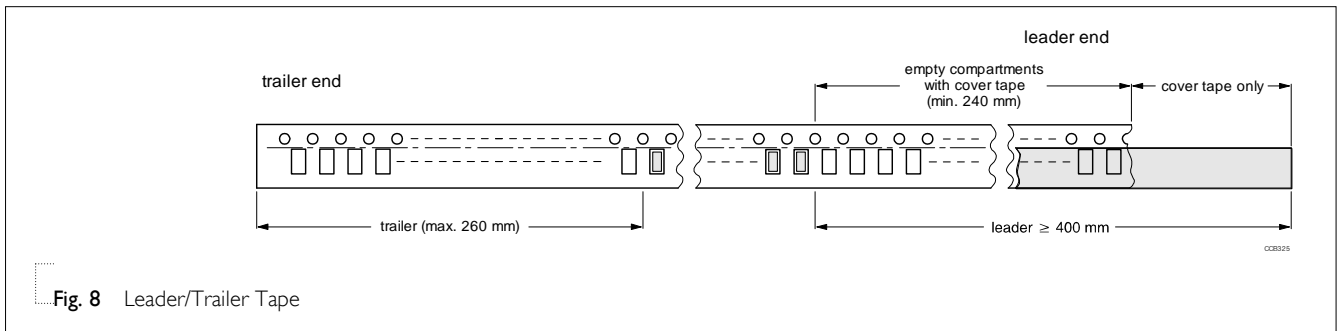 leader end
trailer end
empty compartments
with cover tape
(min. 240 mm)
cover tape only
trailer (max. 260 mm)
leader ≥ 400 mm
CCB325
Fig. 8 Leader/Trailer Tape